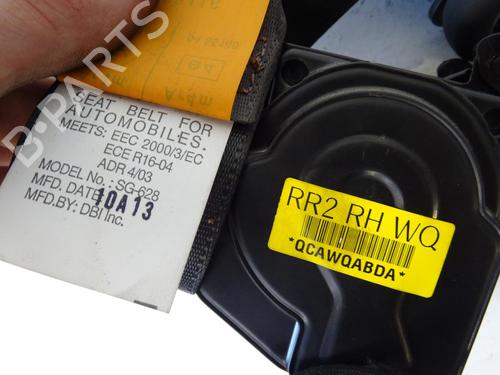 B-PARTS
SEAT BELT FOR
AUTOMOBILES.
MEETS: EEC 2000/3/EC
ECE R16-04
ADR 4/03
MODEL No.: SG-628
MFD. DATE: 10A13
MFD.BY: DBI Inc.
RR2 RH WQ
*QCAWQABDA*